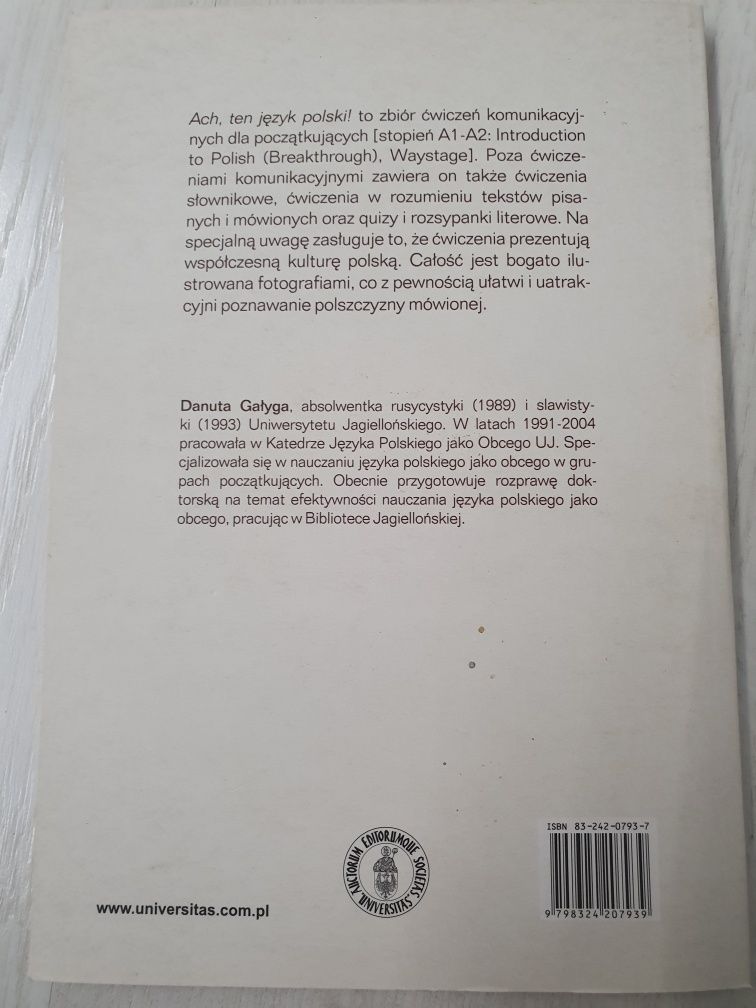 Ach, ten język polski! to zbiór ćwiczeń komunikacyj-
nych dla początkujących [stopień A1-A2: Introduction
to Polish (Breakthrough), Waystage]. Poza ćwicze-
niami komunikacyjnymi zawiera on także ćwiczenia
słownikowe, ćwiczenia w rozumieniu tekstów pisa-
nych i mówionych oraz quizy i rozsypanki literowe. Na
specjalną uwagę zasługuje to, że ćwiczenia prezentują
współczesną kulturę polską. Całość jest bogato ilu-
strowana fotografiami, co z pewnością ułatwi i uatrak-
cyjni poznawanie polszczyzny mówionej.
Danuta Gałyga, absolwentka rusycystyki (1989) i slawisty-
ki (1993) Uniwersytetu Jagiellońskiego. W latach 1991-2004
pracowała w Katedrze Języka Polskiego jako Obcego UJ. Spe-
cjalizowała się w nauczaniu języka polskiego jako obcego w gru-
pach początkujących. Obecnie przygotowuje rozprawę dok-
torską na temat efektywności nauczania języka polskiego jako
obcego, pracując w Bibliotece Jagiellońskiej.
www.universitas.com.pl
AUCTORUM EDITORUMQUE SOCIETAS "UNIVERSITAS"
ISBN 83-242-0793-7
9 798324 207939